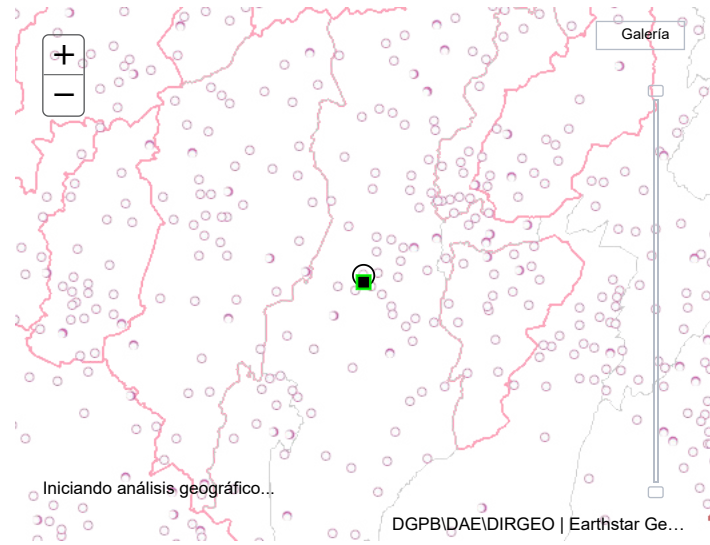 +
Galería
−
Iniciando análisis geográfico...
DGPB\DAE\DIRGEO | Earthstar Ge…